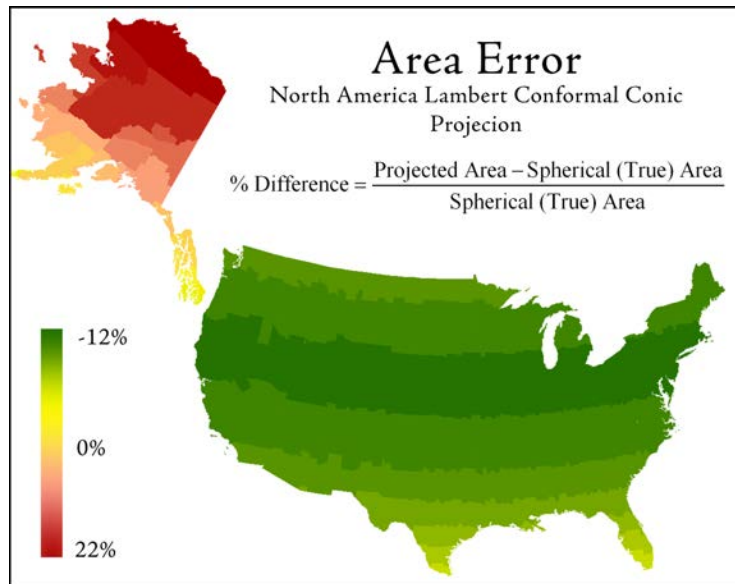 Area Error
North America Lambert Conformal Conic
Projecion
% Difference = Projected Area – Spherical (True) Area
Spherical (True) Area
-12%
0%
22%